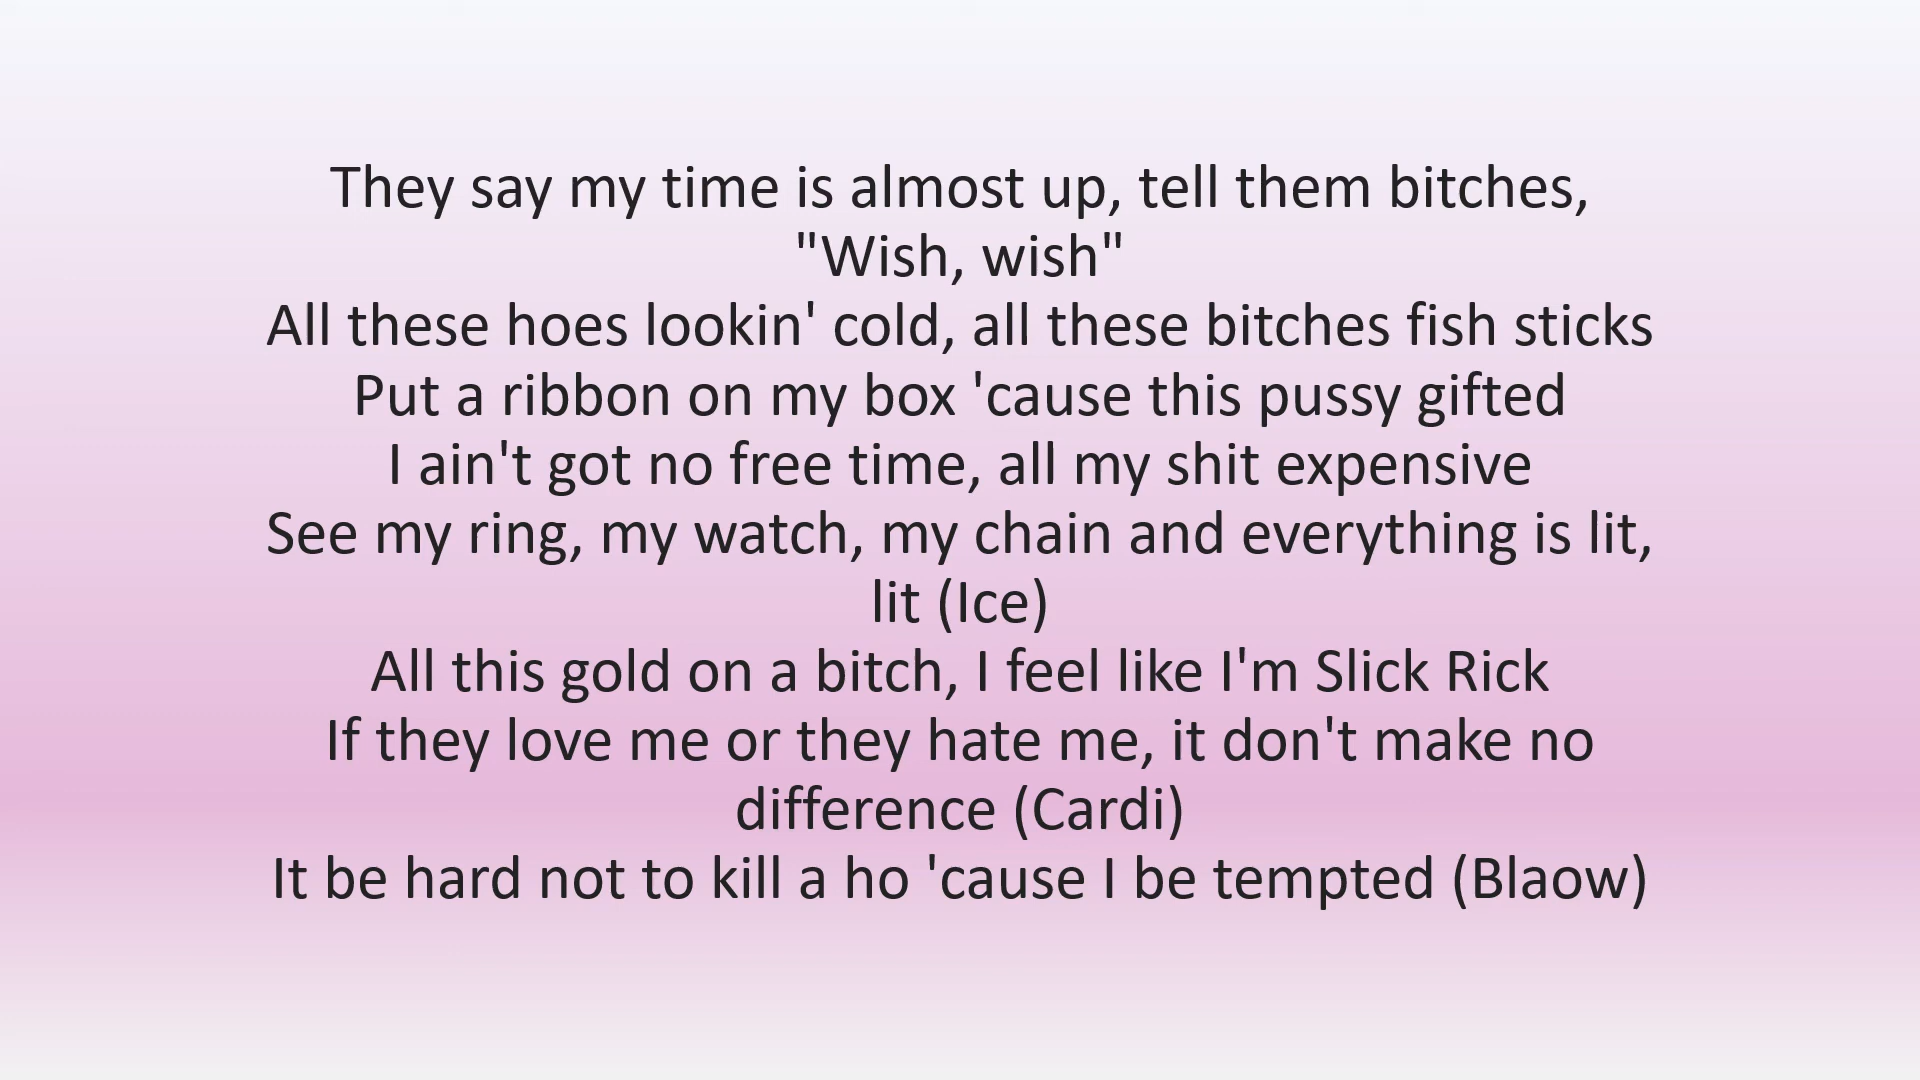 They say my time is almost up, tell them bitches,
"Wish, wish"
All these hoes lookin' cold, all these bitches fish sticks
Put a ribbon on my box 'cause this pussy gifted
I ain't got no free time, all my shit expensive
See my ring, my watch, my chain and everything is lit,
lit (Ice)
All this gold on a bitch, I feel like I'm Slick Rick
If they love me or they hate me, it don't make no
difference (Cardi)
It be hard not to kill a ho 'cause I be tempted (Blaow)